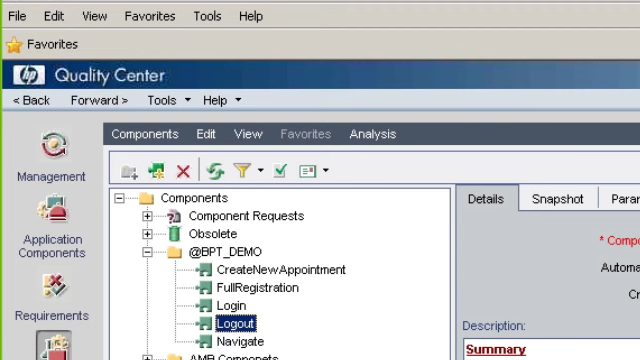 File Edit View Favorites Tools Help
Favorites
hp Quality Center
< Back Forward > Tools Help
Components Edit View Favorites Analysis
Management
Application Components
Requirements
Components
Component Requests
Obsolete
@BPT_DEMO
CreateNewAppointment
FullRegistration
Login
Logout
Navigate
AMB Componets
Details Snapshot
* Compo
Automa
Cr
Description:
Summary